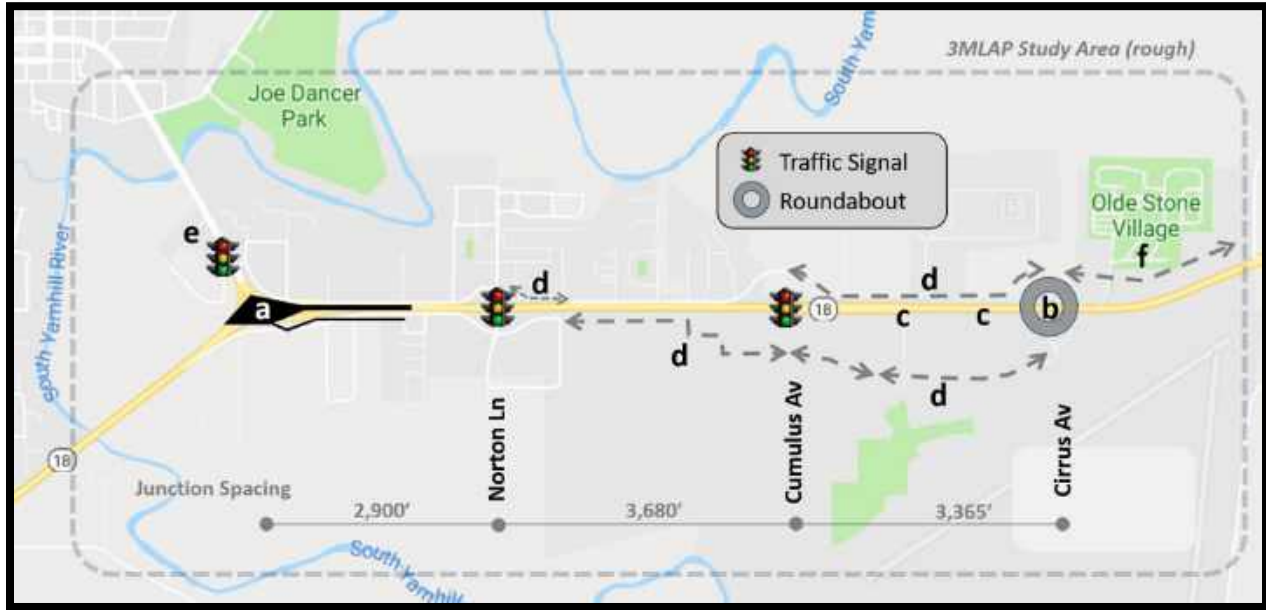 3MLAP Study Area (rough)
Joe Dancer
Park
South Yam
Traffic Signal
Roundabout
Olde Stone
Village
e
f
South Yamhill River
a
d
18
d
c
c
b
d
d
18
Norton Ln
Cumulus Av
Cirrus Av
Junction Spacing
2,900'
3,680'
3,365'
South Yamhill